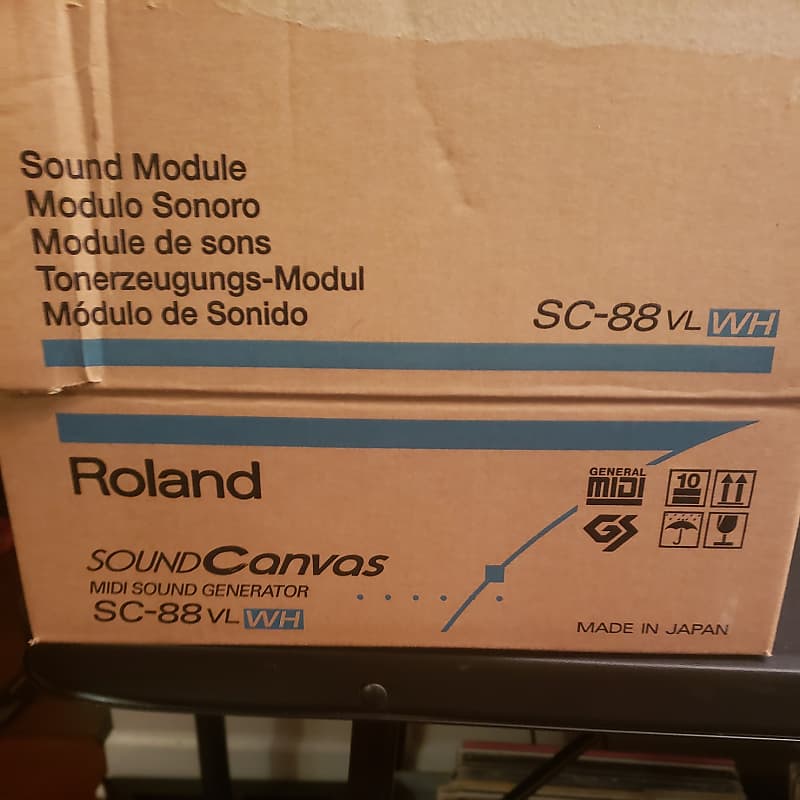 Sound Module
Modulo Sonoro
Module de sons
Tonerzeugungs-Modul
Módulo de Sonido
SC-88 VL WH
Roland
GENERAL
MIDI
10
GS
SOUND Canvas
MIDI SOUND GENERATOR
SC-88 VL WH
MADE IN JAPAN